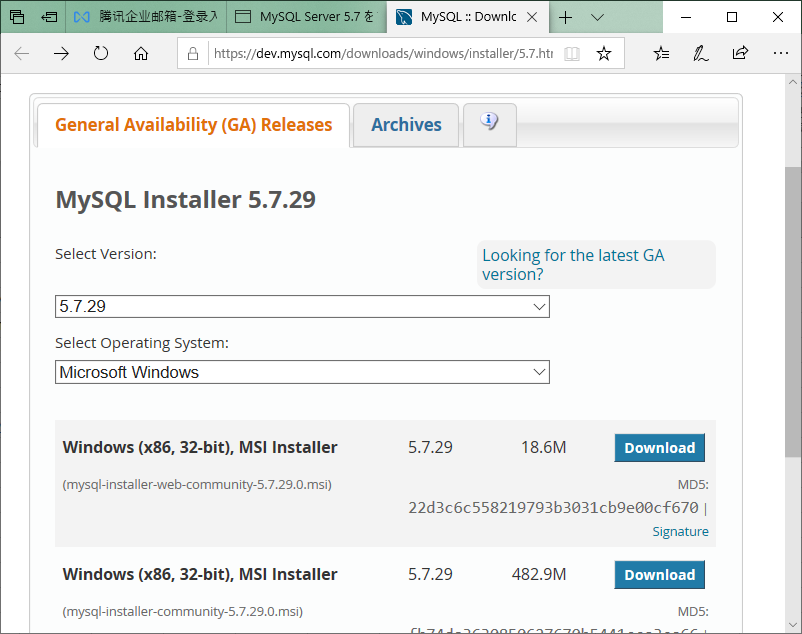 腾讯企业邮箱-登录入
MySQL Server 5.7 を
MySQL :: Downlc
https://dev.mysql.com/downloads/windows/installer/5.7.htm
General Availability (GA) Releases
Archives
MySQL Installer 5.7.29
Select Version:
Looking for the latest GA
version?
5.7.29
Select Operating System:
Microsoft Windows
Windows (x86, 32-bit), MSI Installer 5.7.29 18.6M Download
(mysql-installer-web-community-5.7.29.0.msi) MD5:
22d3c6c558219793b3031cb9e00cf670 |
Signature
Windows (x86, 32-bit), MSI Installer 5.7.29 482.9M Download
(mysql-installer-community-5.7.29.0.msi) MD5: